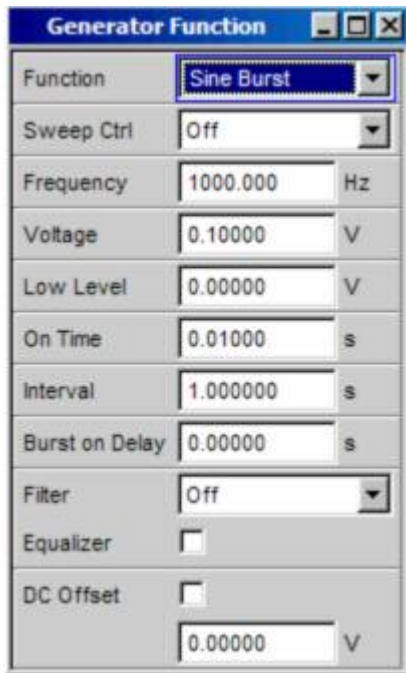 Generator Function
Function Sine Burst
Sweep Ctrl Off
Frequency 1000.000 Hz
Voltage 0.10000 V
Low Level 0.00000 V
On Time 0.01000 s
Interval 1.000000 s
Burst on Delay 0.00000 s
Filter Off
Equalizer
DC Offset
0.00000 V